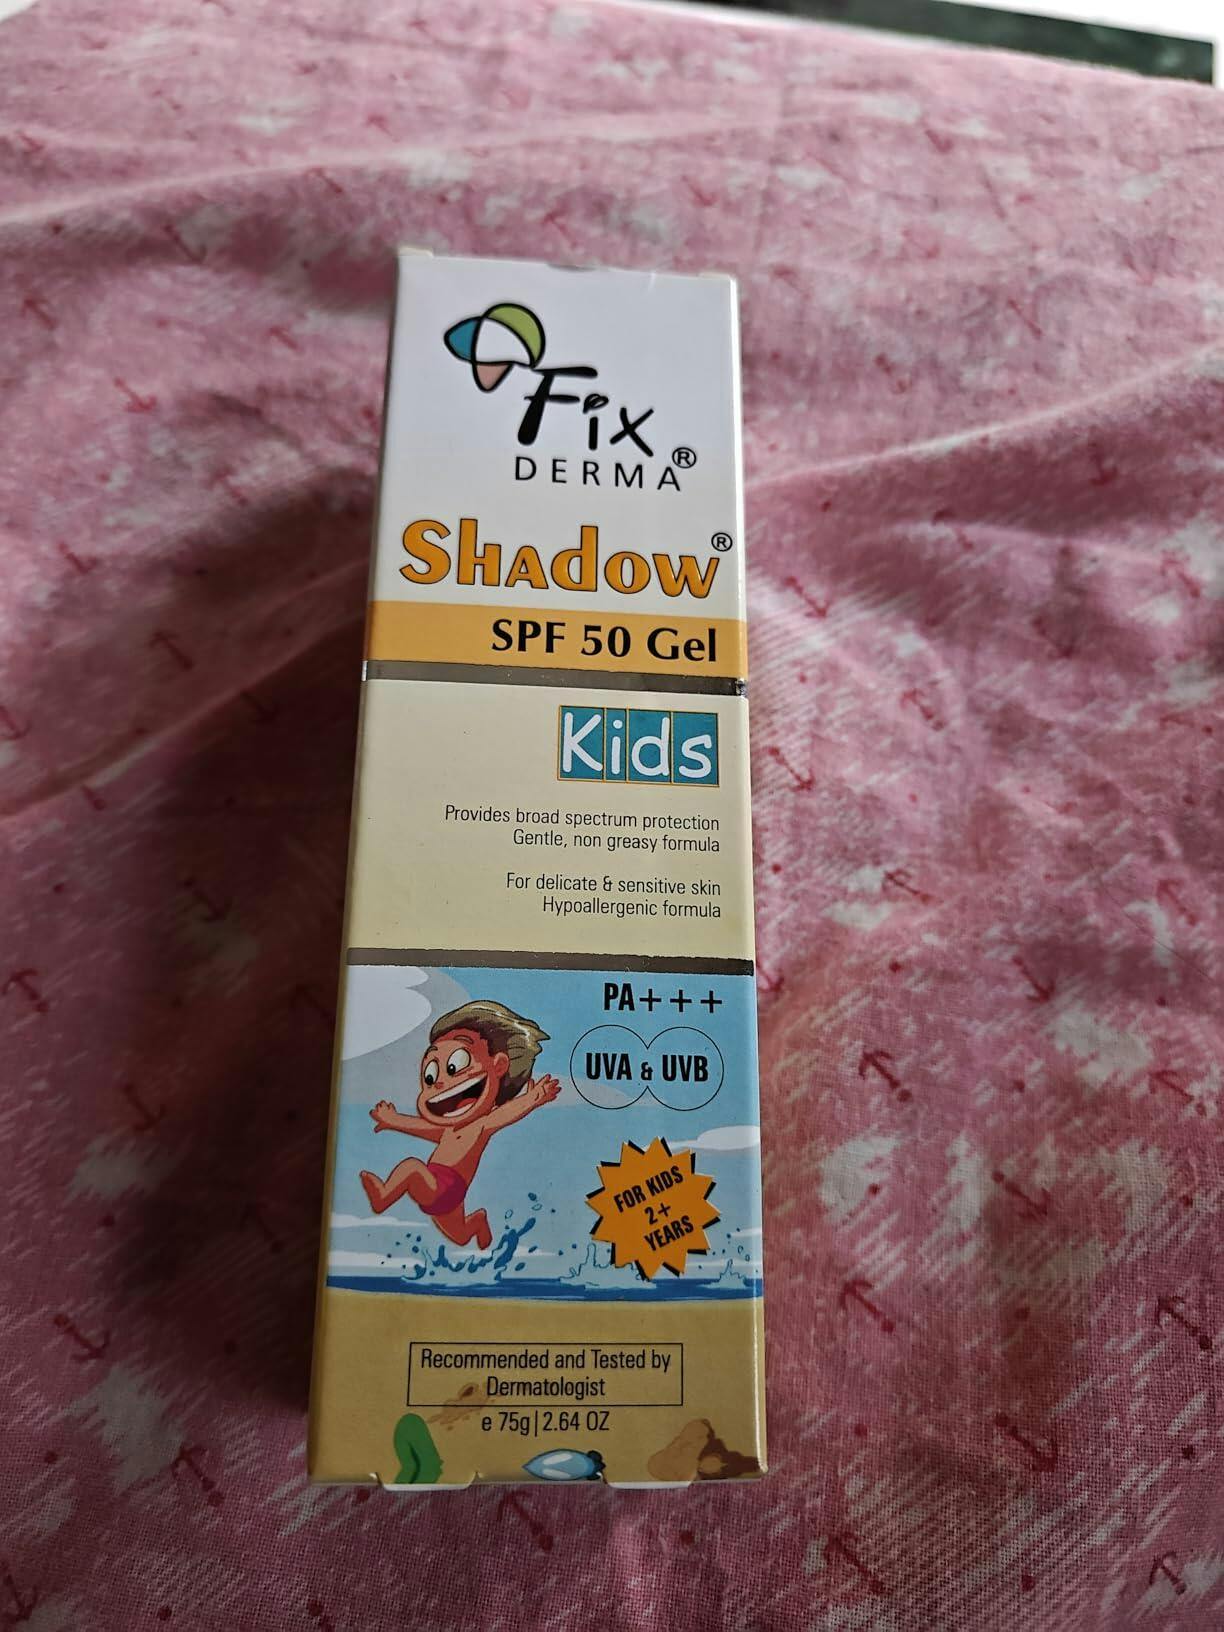 Fix
DERMA®
Shadow®
SPF 50 Gel
Kids
Provides broad spectrum protection
Gentle, non greasy formula
For delicate & sensitive skin
Hypoallergenic formula
PA+++
UVA & UVB
FOR KIDS
2+
YEARS
Recommended and Tested by
Dermatologist
e 75g|2.64 OZ